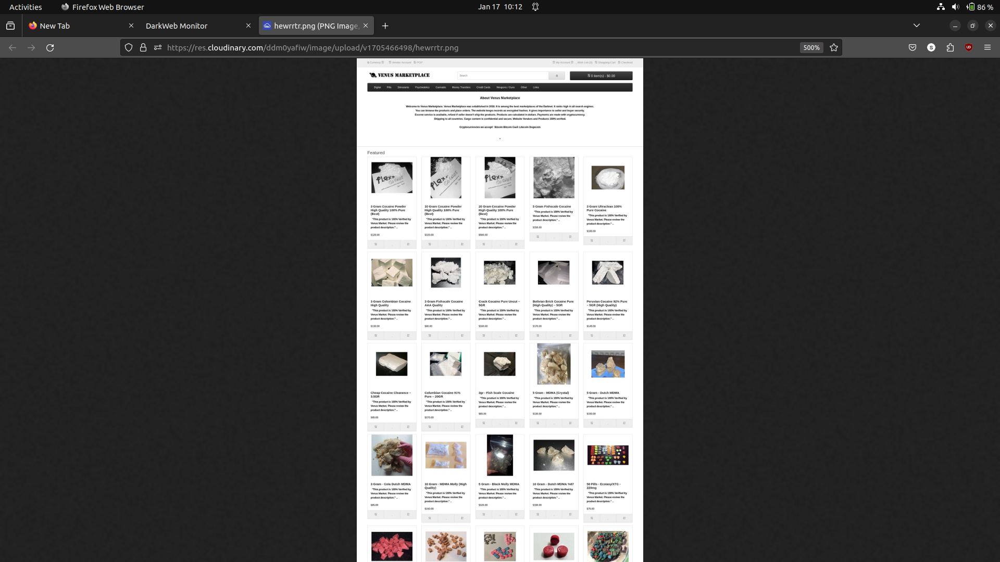 Activities
Firefox Web Browser
Jan 17 10:12
86 %
New Tab
DarkWeb Monitor
hewrrtr.png (PNG Image,
https://res.cloudinary.com/ddm0yafiw/image/upload/v1705466498/hewrrtr.png
500%
$ Currency
Vendor Account
PGP
My Account
Wish List (0)
Shopping Cart
Checkout
VENUS MARKETPLACE
Search
0 item(s) - $0.00
Digital Pills Stimulants Psychedelics Cannabis Money Transfers Credit Cards Weapons / Guns Other Links
About Venus Marketplace
Welcome to Venus Marketplace. Venus Marketplace was established in 2018. It is among the best marketplaces of the Darknet. It ranks high in all search engines.
You can browse the products and place orders. The website keeps records as encrypted hashes. It gives importance to seller and buyer security.
Escrow service is available, refund if seller doesn't ship the products. Products are calculated in dollars. Payments are made with cryptocurrency.
Shipping to all countries. Cargo content is confidential and secure. Website Vendors and Products 100% verified.
Cryptocurrencies we accept! Bitcoin Bitcoin Cash Litecoin Dogecoin
Featured
3 Gram Cocaine Powder
High Quality 100% Pure
(Best)
"This product is 100% Verified by
Venus Market. Please review the
product description." ..
$120.00
10 Gram Cocaine Powder
High Quality 100% Pure
(Best)
"This product is 100% Verified by
Venus Market. Please review the
product description." ..
$320.00
20 Gram Cocaine Powder
High Quality 100% Pure
(Best)
"This product is 100% Verified by
Venus Market. Please review the
product description." ..
$560.00
5 Gram Fishscale Cocaine
"This product is 100% Verified by
Venus Market. Please review the
product description." ..
$150.00
3 Gram Ultraclean 100%
Pure Cocaine
"This product is 100% Verified by
Venus Market. Please review the
product description." ..
$100.00
3 Gram Colombian Cocaine
High Quality
"This product is 100% Verified by
Venus Market. Please review the
product description." ..
$130.00
3 Gram Fishscale Cocaine
AAA Quality
"This product is 100% Verified by
Venus Market. Please review the
product description." ..
$80.00
Crack Cocaine Pure Uncut –
5GR
"This product is 100% Verified by
Venus Market. Please review the
product description." ..
$160.00
Bolivian Brick Cocaine Pure
(High Quality) – 5GR
"This product is 100% Verified by
Venus Market. Please review the
product description." ..
$170.00
Peruvian Cocaine 92% Pure
– 5GR (High Quality)
"This product is 100% Verified by
Venus Market. Please review the
product description." ..
$145.00
Cheap Cocaine Clearance –
3.5GR
"This product is 100% Verified by
Venus Market. Please review the
product description." ..
$95.00
Columbian Cocaine 91%
Pure – 20GR
"This product is 100% Verified by
Venus Market. Please review the
product description." ..
$370.00
3gr - Fish Scale Cocaine
"This product is 100% Verified by
Venus Market. Please review the
product description." ..
$65.00
5 Gram - MDMA (Crystal)
"This product is 100% Verified by
Venus Market. Please review the
product description." ..
$130.00
5 Gram - Dutch MDMA
"This product is 100% Verified by
Venus Market. Please review the
product description." ..
$150.00
3 Gram - Cola Dutch MDMA
"This product is 100% Verified by
Venus Market. Please review the
product description." ..
$85.00
10 Gram - MDMA Molly (High
Quality)
"This product is 100% Verified by
Venus Market. Please review the
product description." ..
$160.00
5 Gram - Black Molly MDMA
"This product is 100% Verified by
Venus Market. Please review the
product description." ..
$120.00
10 Gram - Dutch MDMA %87
"This product is 100% Verified by
Venus Market. Please review the
product description." ..
$190.00
50 Pills - Ecstasy/XTC -
220mg
"This product is 100% Verified by
Venus Market. Please review the
product description." ..
$75.00